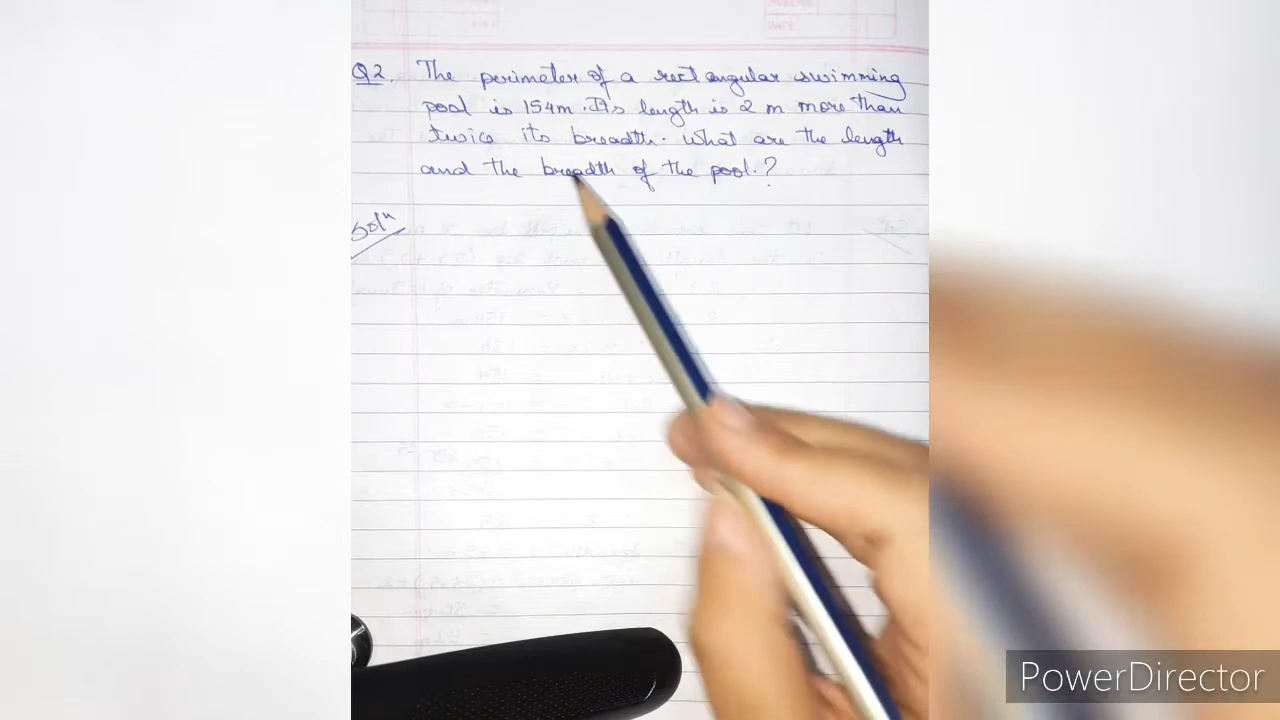 Q2. The perimeter of a rectangular swimming
pool is 154m. Its length is 2 m more than
twice its breadth. What are the length
and the breadth of the pool.?
Solⁿ
PowerDirector